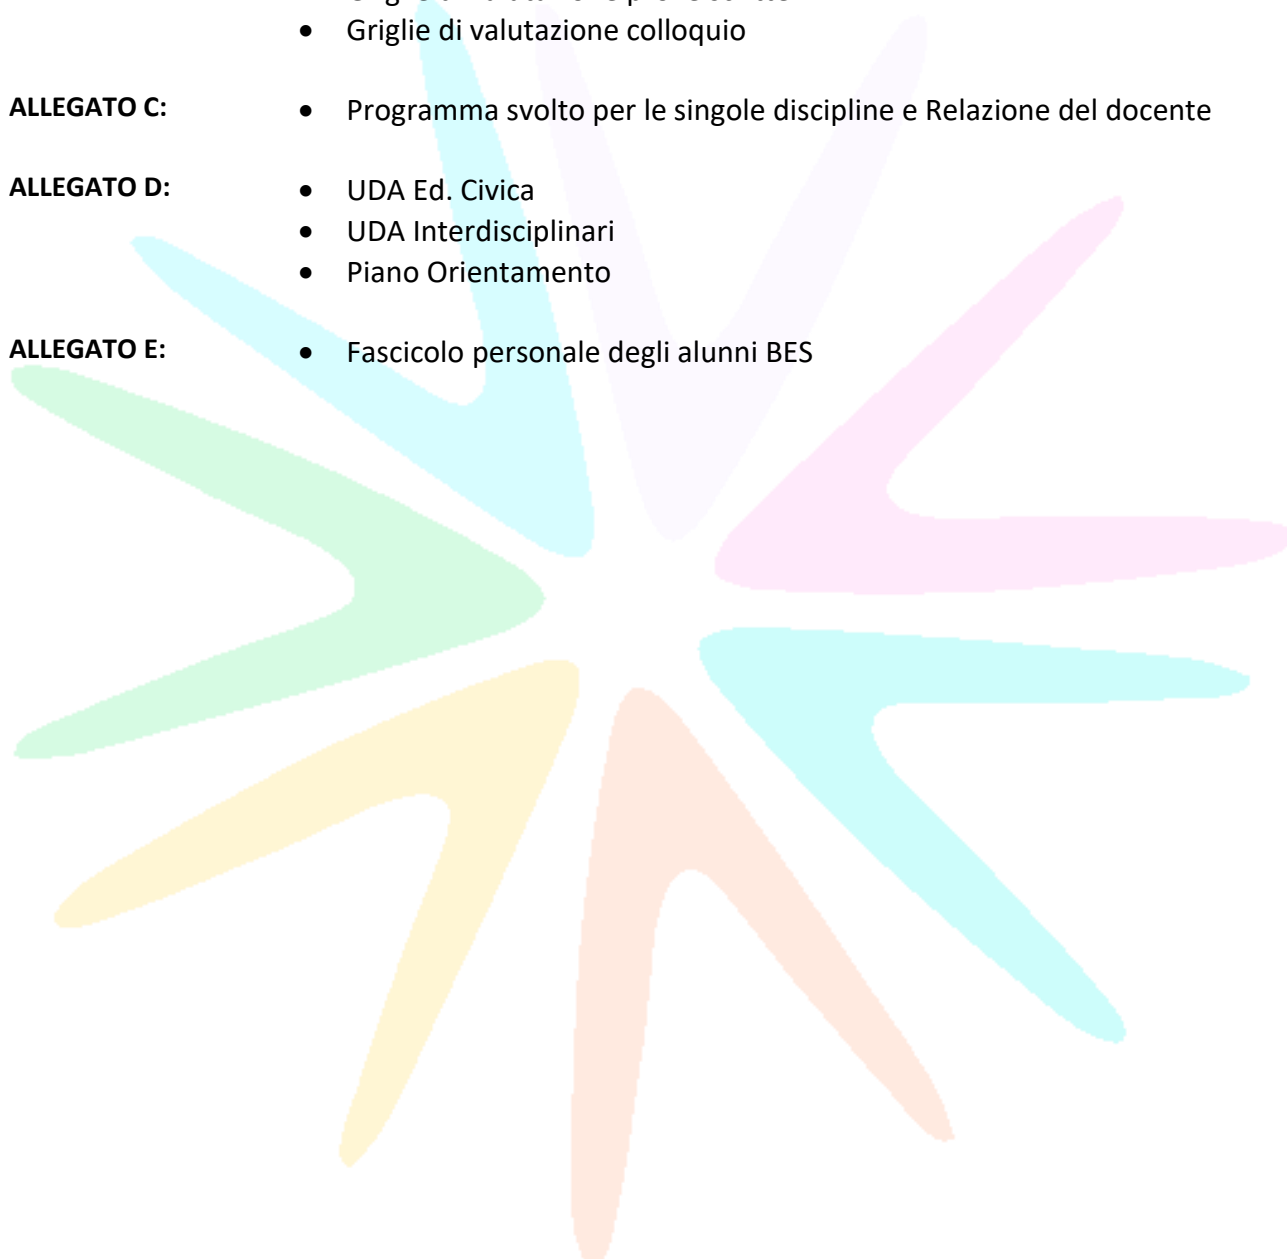 • Griglie di valutazione colloquio
ALLEGATO C: • Programma svolto per le singole discipline e Relazione del docente
ALLEGATO D: • UDA Ed. Civica
• UDA Interdisciplinari
• Piano Orientamento
ALLEGATO E: • Fascicolo personale degli alunni BES